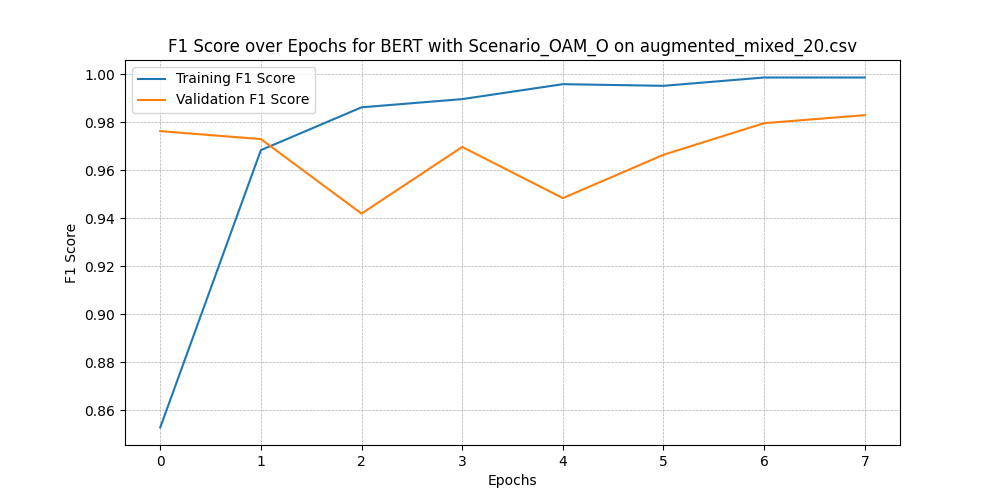 F1 Score over Epochs for BERT with Scenario_OAM_O on augmented_mixed_20.csv
Training F1 Score
Validation F1 Score
1.00
0.98
0.96
0.94
0.92
0.90
0.88
0.86
F1 Score
0 1 2 3 4 5 6 7
Epochs